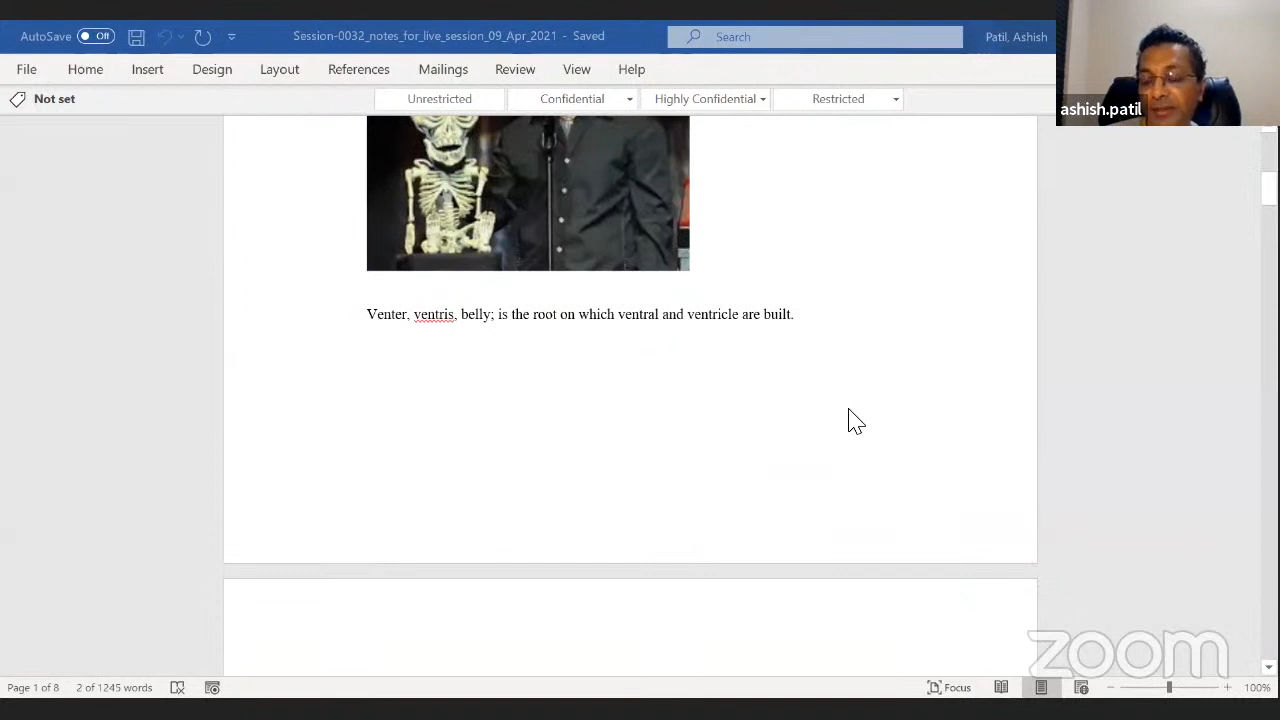 AutoSave Off Session-0032_notes_for_live_session_09_Apr_2021 - Saved Search Patil, Ashish
File Home Insert Design Layout References Mailings Review View Help
Not set Unrestricted Confidential Highly Confidential Restricted
ashish.patil
Venter, ventris, belly; is the root on which ventral and ventricle are built.
zoom
Page 1 of 8 2 of 1245 words Focus 100%